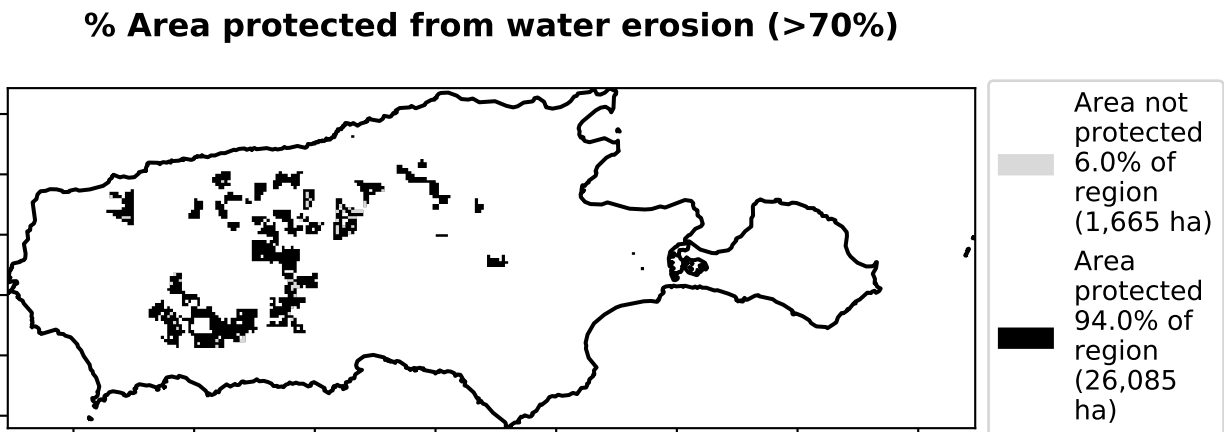 % Area protected from water erosion (>70%)
Area not
protected
6.0% of
region
(1,665 ha)
Area
protected
94.0% of
region
(26,085
ha)